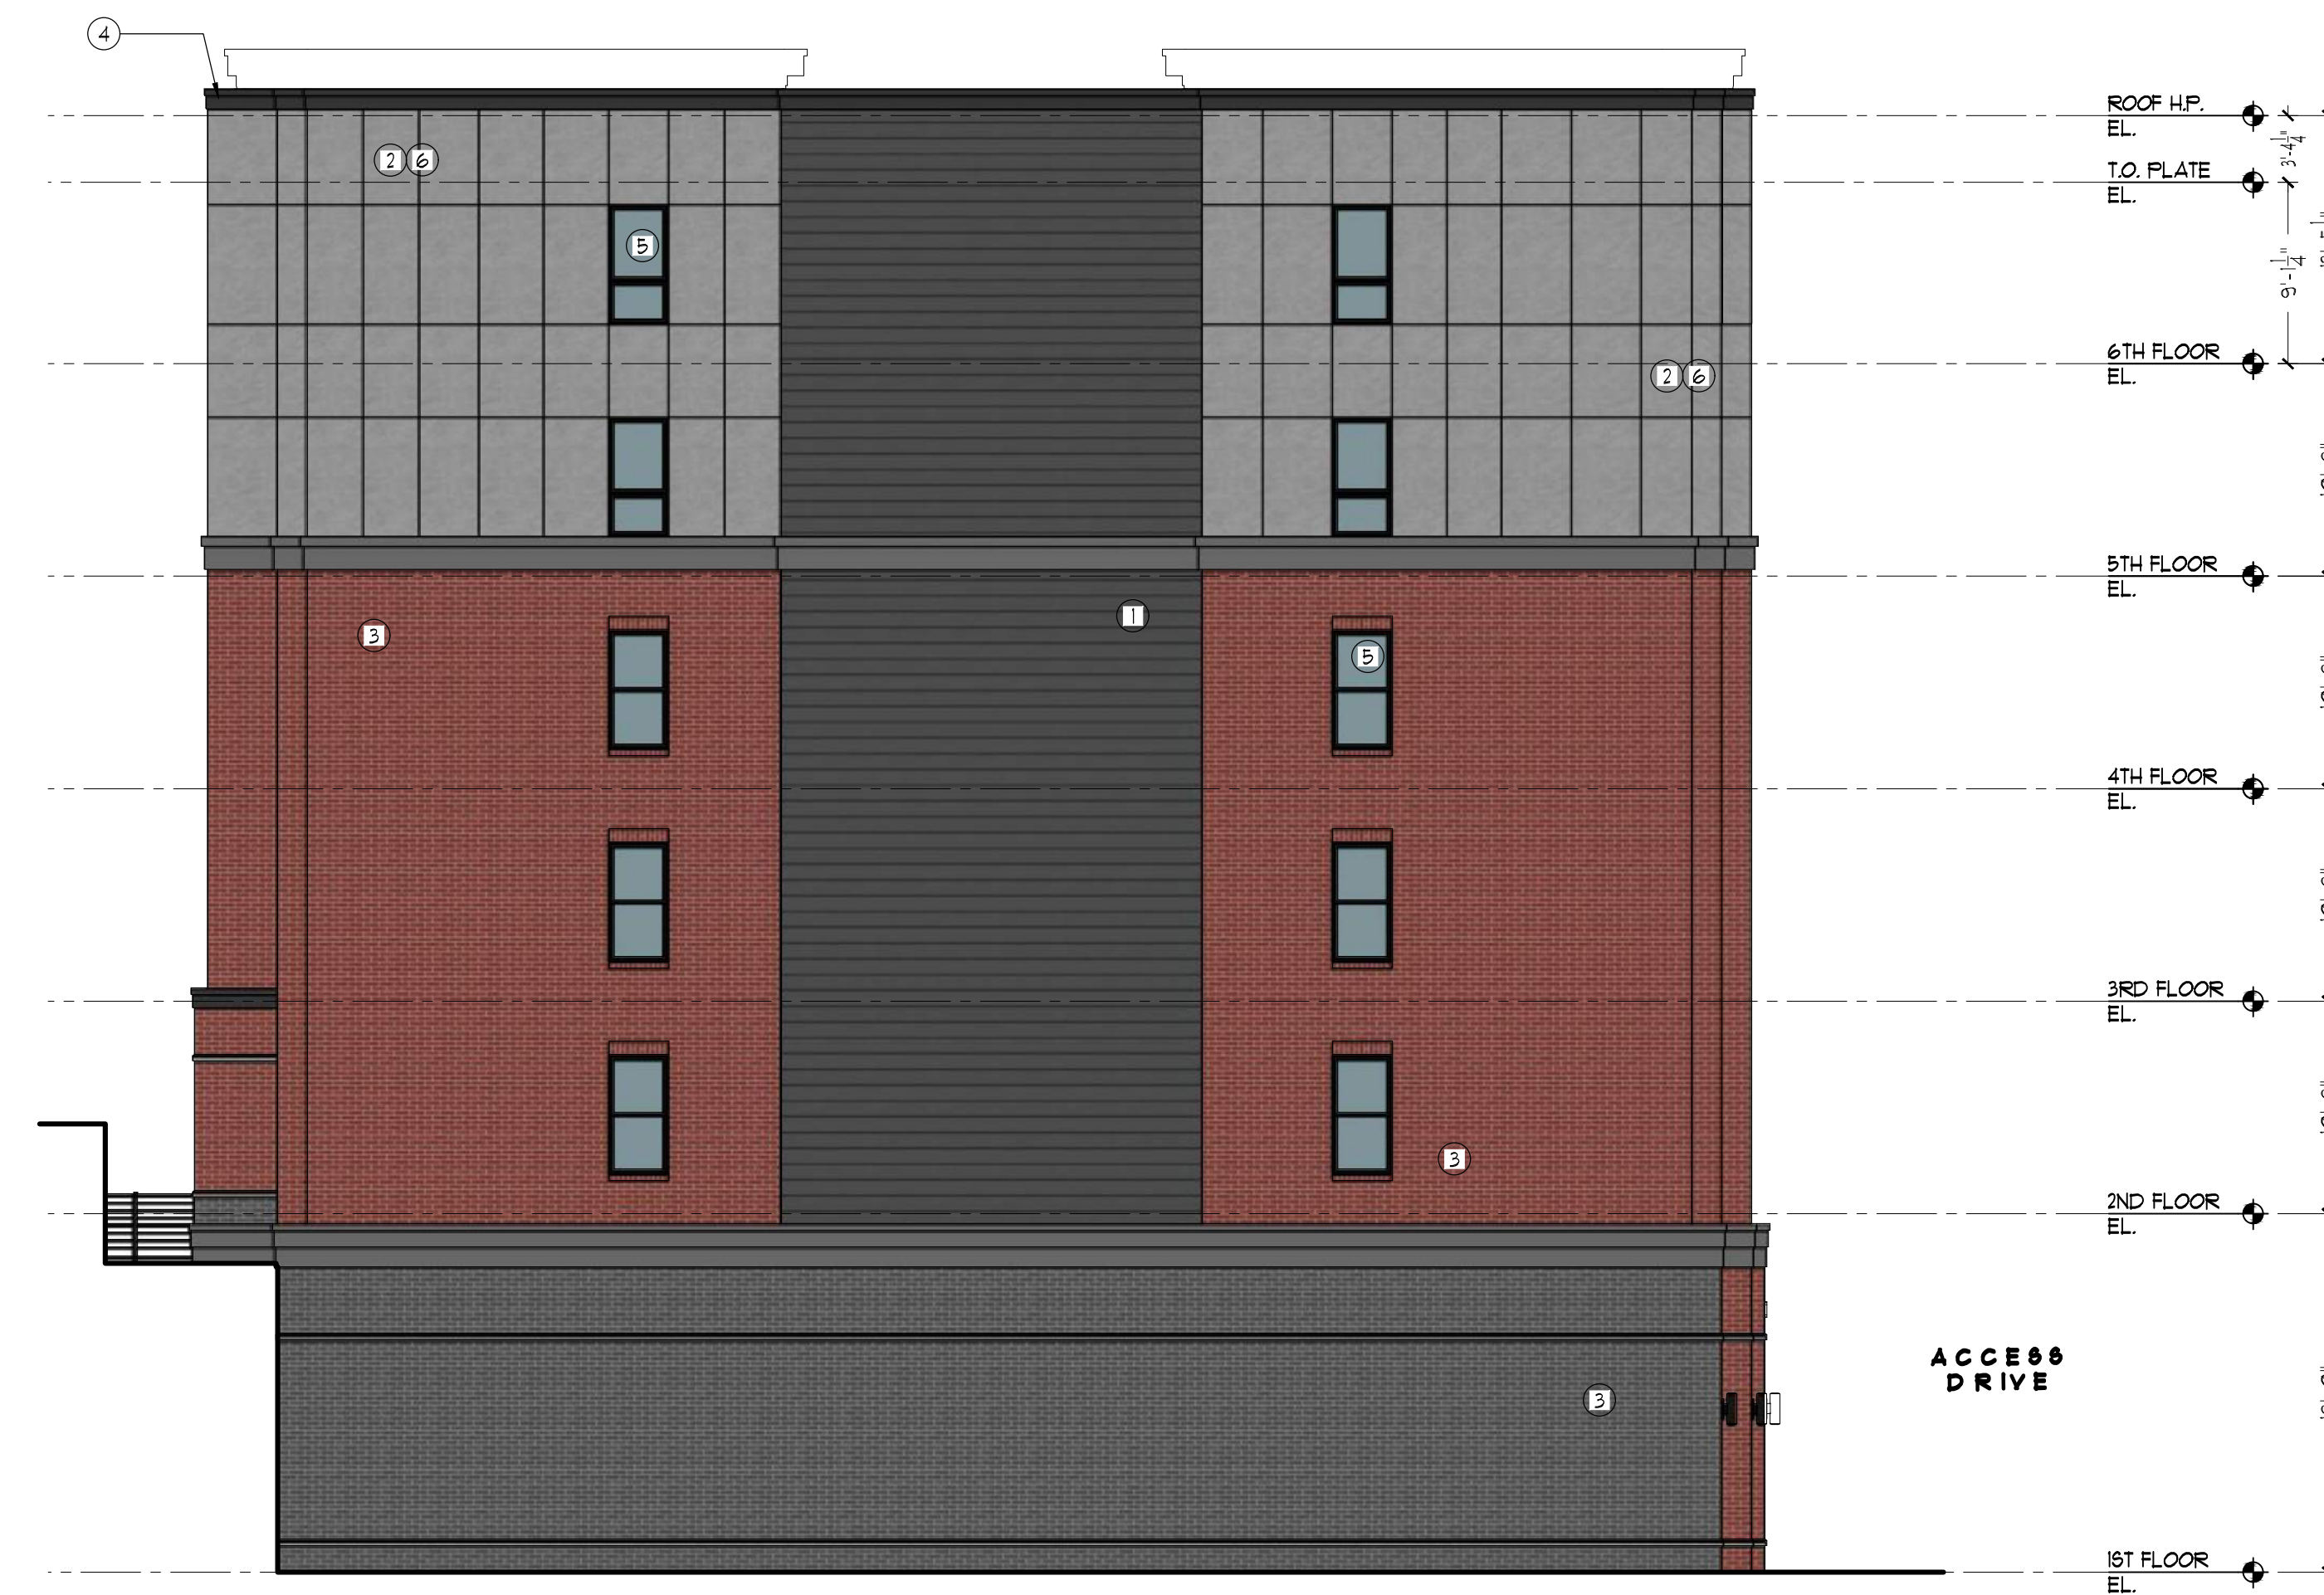 4
ROOF H.P.
EL.
3'-4 1/4"
2 6
T.O. PLATE
EL.
5
9'-1 1/4"
6TH FLOOR
EL.
2 6
5TH FLOOR
EL.
1
3
5
4TH FLOOR
EL.
3RD FLOOR
EL.
3
2ND FLOOR
EL.
ACCESS
DRIVE
3
1ST FLOOR
EL.